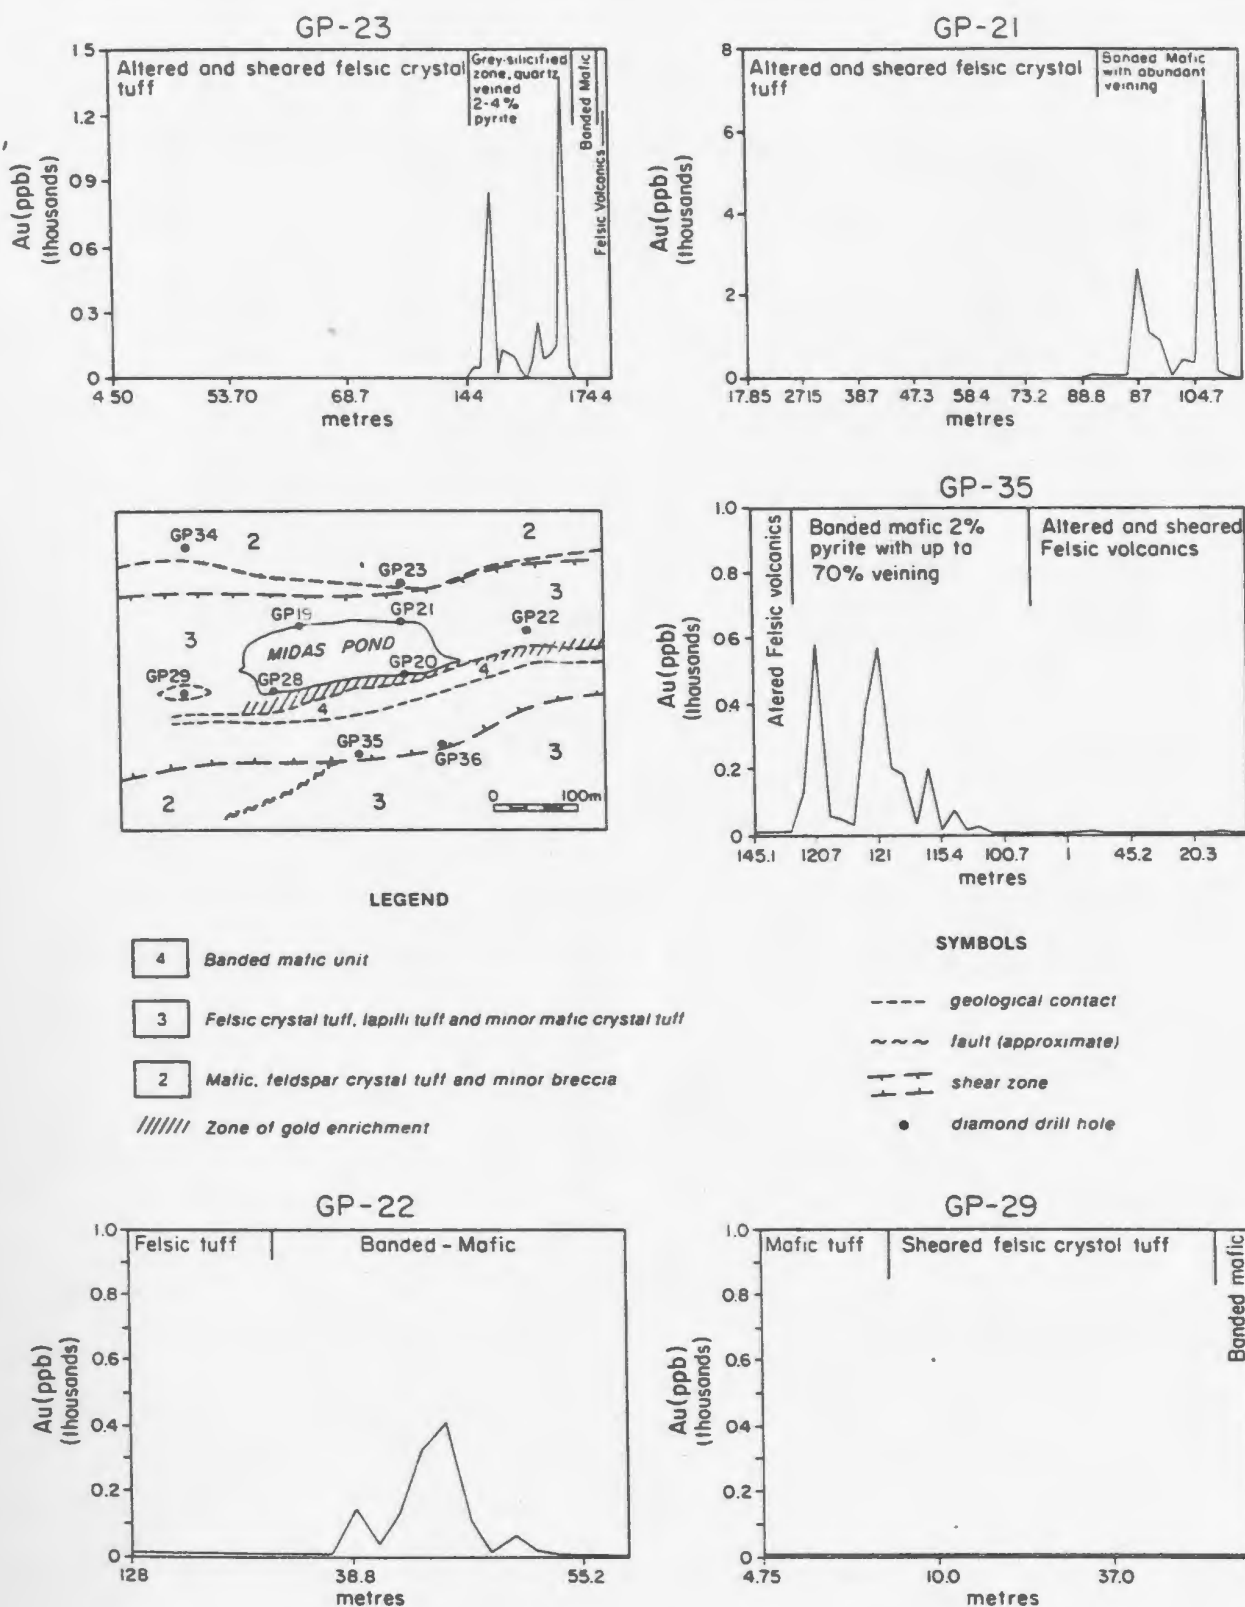 GP-23
1.5
1.2
0.9
0.6
0.3
0
Au(ppb)
(thousands)
Altered and sheared felsic crystal
tuff
Grey-silicified
zone, quartz
veined
2-4%
pyrite
Banded Mafic
Felsic Volcanics
4.50 53.70 68.7 144 174.4
metres
GP-21
8
6
4
2
0
Au(ppb)
(thousands)
Altered and sheared felsic crystal
tuff
Banded Mafic
with abundant
veining
17.85 27.15 38.7 47.3 58.4 73.2 88.8 87 104.7
metres
GP34
2
2
GP23
3
GP19
GP21
GP22
3
MIDAS POND
GP20
GP29
GP28
4
4
GP35
GP36
3
2
3
0 100m
GP-35
1.0
0.8
0.6
0.4
0.2
0
Au(ppb)
(thousands)
Altered Felsic volcanics
Banded mafic 2%
pyrite with up to
70% veining
Altered and sheared
Felsic volcanics
145.1 120.7 121 115.4 100.7 1 45.2 20.3
metres
LEGEND
4 Banded mafic unit
3 Felsic crystal tuff, lapilli tuff and minor mafic crystal tuff
2 Mafic, feldspar crystal tuff and minor breccia
Zone of gold enrichment
SYMBOLS
geological contact
fault (approximate)
shear zone
diamond drill hole
GP-22
1.0
0.8
0.6
0.4
0.2
0
Au(ppb)
(thousands)
Felsic tuff
Banded - Mafic
128 38.8 55.2
metres
GP-29
1.0
0.8
0.6
0.4
0.2
0
Au(ppb)
(thousands)
Mafic tuff
Sheared felsic crystal tuff
Banded mafic
4.75 10.0 37.0
metres